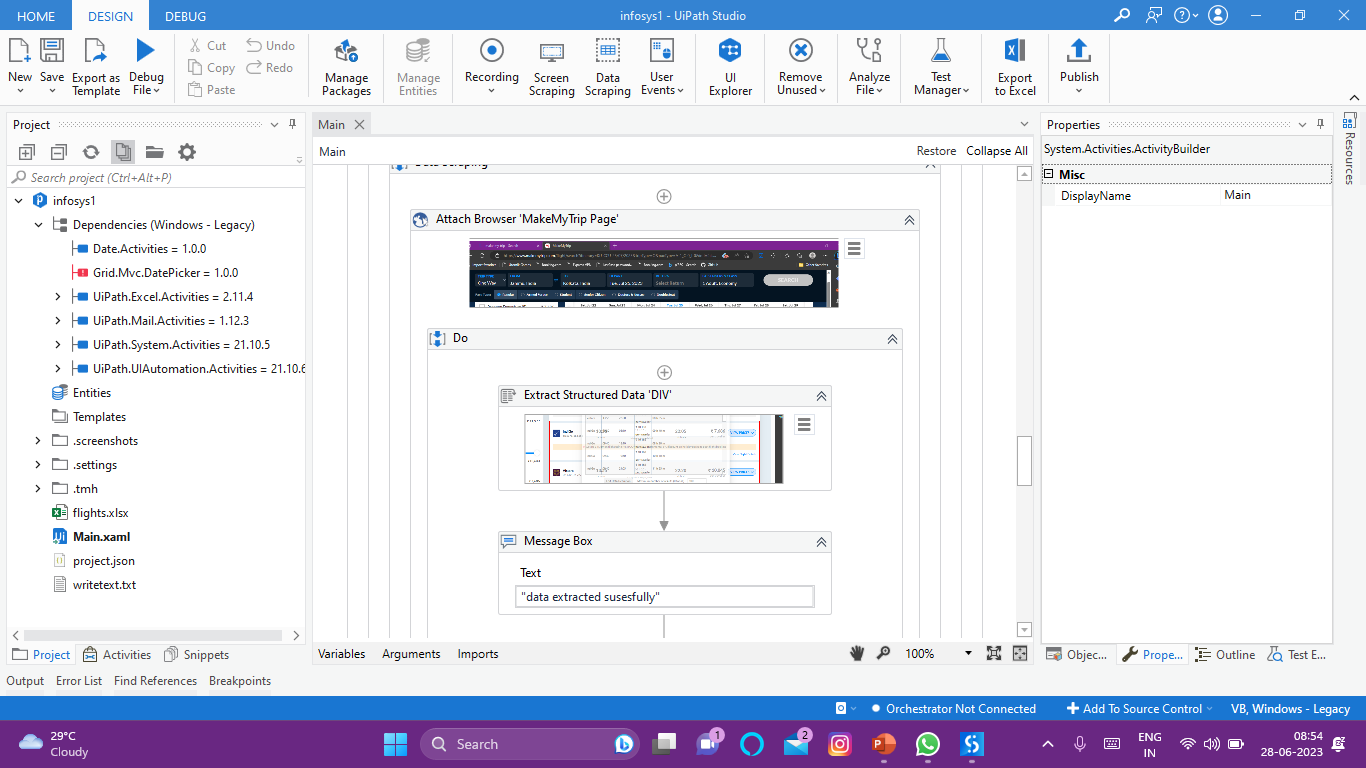 HOME DESIGN DEBUG
infosys1 - UiPath Studio
New Save Export as Template Debug File
Cut Copy Paste Undo Redo
Manage Packages Manage Entities Recording Screen Scraping Data Scraping User Events UI Explorer Remove Unused Analyze File Test Manager Export to Excel Publish
Project
Search project (Ctrl+Alt+P)
infosys1
Dependencies (Windows - Legacy)
Date.Activities = 1.0.0
Grid.Mvc.DatePicker = 1.0.0
UiPath.Excel.Activities = 2.11.4
UiPath.Mail.Activities = 1.12.3
UiPath.System.Activities = 21.10.5
UiPath.UIAutomation.Activities = 21.10.6
Entities
Templates
.screenshots
.settings
.tmh
flights.xlsx
Main.xaml
project.json
writetext.txt
Project Activities Snippets
Main
Main Restore Collapse All
Data Scraping
Attach Browser 'MakeMyTrip Page'
SEARCH
Do
Extract Structured Data 'DIV'
Message Box
Text
"data extracted susesfully"
Variables Arguments Imports 100%
Properties
System.Activities.ActivityBuilder
Misc
DisplayName Main
Resources
Objec... Prope... Outline Test E...
Output Error List Find References Breakpoints
Orchestrator Not Connected Add To Source Control VB, Windows - Legacy
29°C
Cloudy
Search
1
2
ENG
IN
08:54
28-06-2023